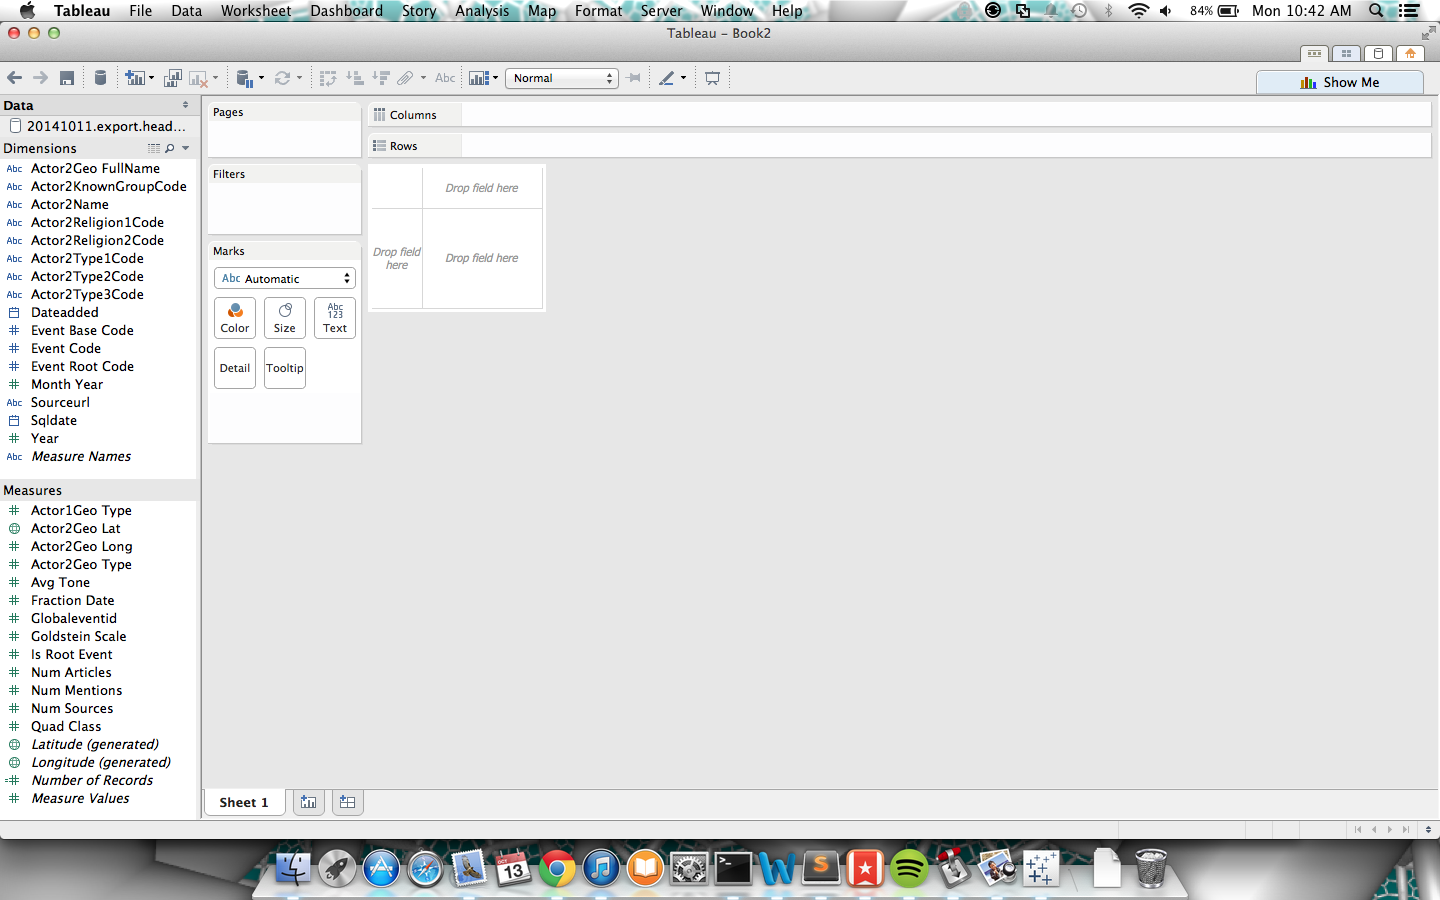 Tableau File Data Worksheet Dashboard Story Analysis Map Format Server Window Help 84% Mon 10:42 AM
Tableau - Book2
Abc Normal Show Me
Data
20141011.export.head...
Dimensions
Abc Actor2Geo FullName
Abc Actor2KnownGroupCode
Abc Actor2Name
Abc Actor2Religion1Code
Abc Actor2Religion2Code
Abc Actor2Type1Code
Abc Actor2Type2Code
Abc Actor2Type3Code
Dateadded
# Event Base Code
# Event Code
# Event Root Code
# Month Year
Abc Sourceurl
Sqldate
# Year
Abc Measure Names
Measures
# Actor1Geo Type
Actor2Geo Lat
# Actor2Geo Long
# Actor2Geo Type
# Avg Tone
# Fraction Date
# Globaleventid
# Goldstein Scale
# Is Root Event
# Num Articles
# Num Mentions
# Num Sources
# Quad Class
Latitude (generated)
Longitude (generated)
=# Number of Records
# Measure Values
Pages
Filters
Marks
Abc Automatic
Color Size Abc 123 Text
Detail Tooltip
Columns
Rows
Drop field here
Drop field
here
Drop field here
Sheet 1
OCT
13